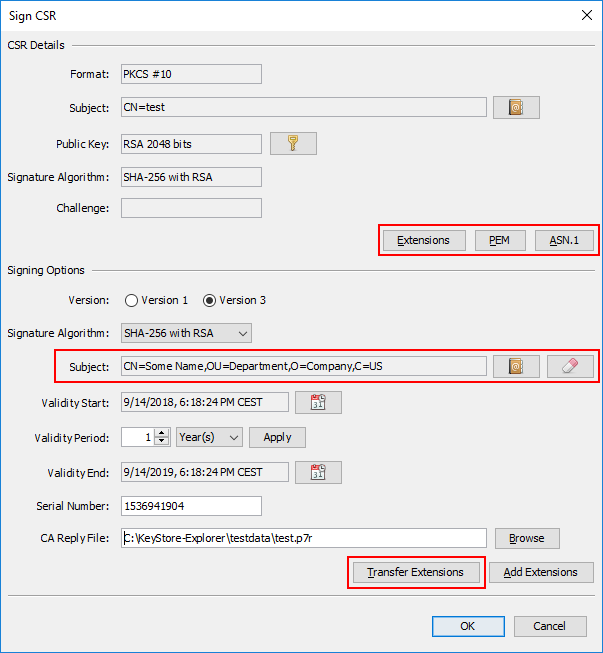 Sign CSR
CSR Details
Format: PKCS #10
Subject: CN=test
Public Key: RSA 2048 bits
Signature Algorithm: SHA-256 with RSA
Challenge:
Extensions PEM ASN.1
Signing Options
Version: Version 1 Version 3
Signature Algorithm: SHA-256 with RSA
Subject: CN=Some Name,OU=Department,O=Company,C=US
Validity Start: 9/14/2018, 6:18:24 PM CEST
Validity Period: 1 Year(s) Apply
Validity End: 9/14/2019, 6:18:24 PM CEST
Serial Number: 1536941904
CA Reply File: C:\KeyStore-Explorer\testdata\test.p7r Browse
Transfer Extensions Add Extensions
OK Cancel